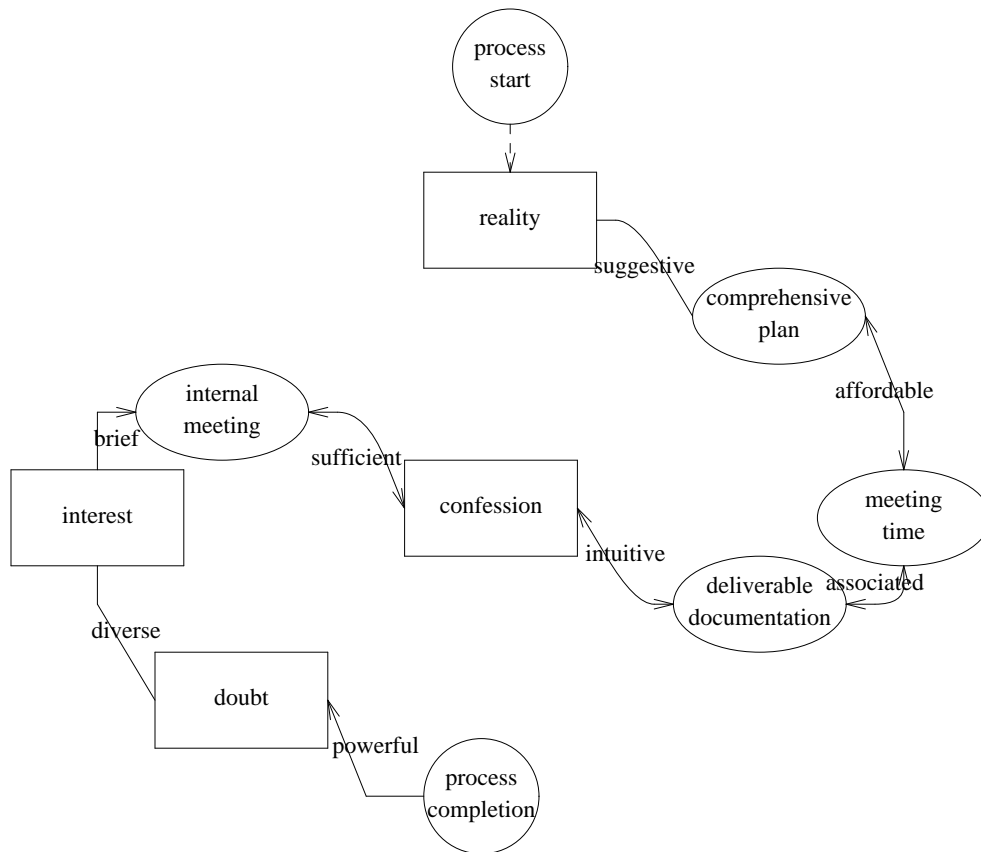 process
start
reality
suggestive
comprehensive
plan
affordable
internal
meeting
brief
sufficient
interest
confession
meeting
time
intuitive
deliverable
documentation
associated
diverse
doubt
powerful
process
completion